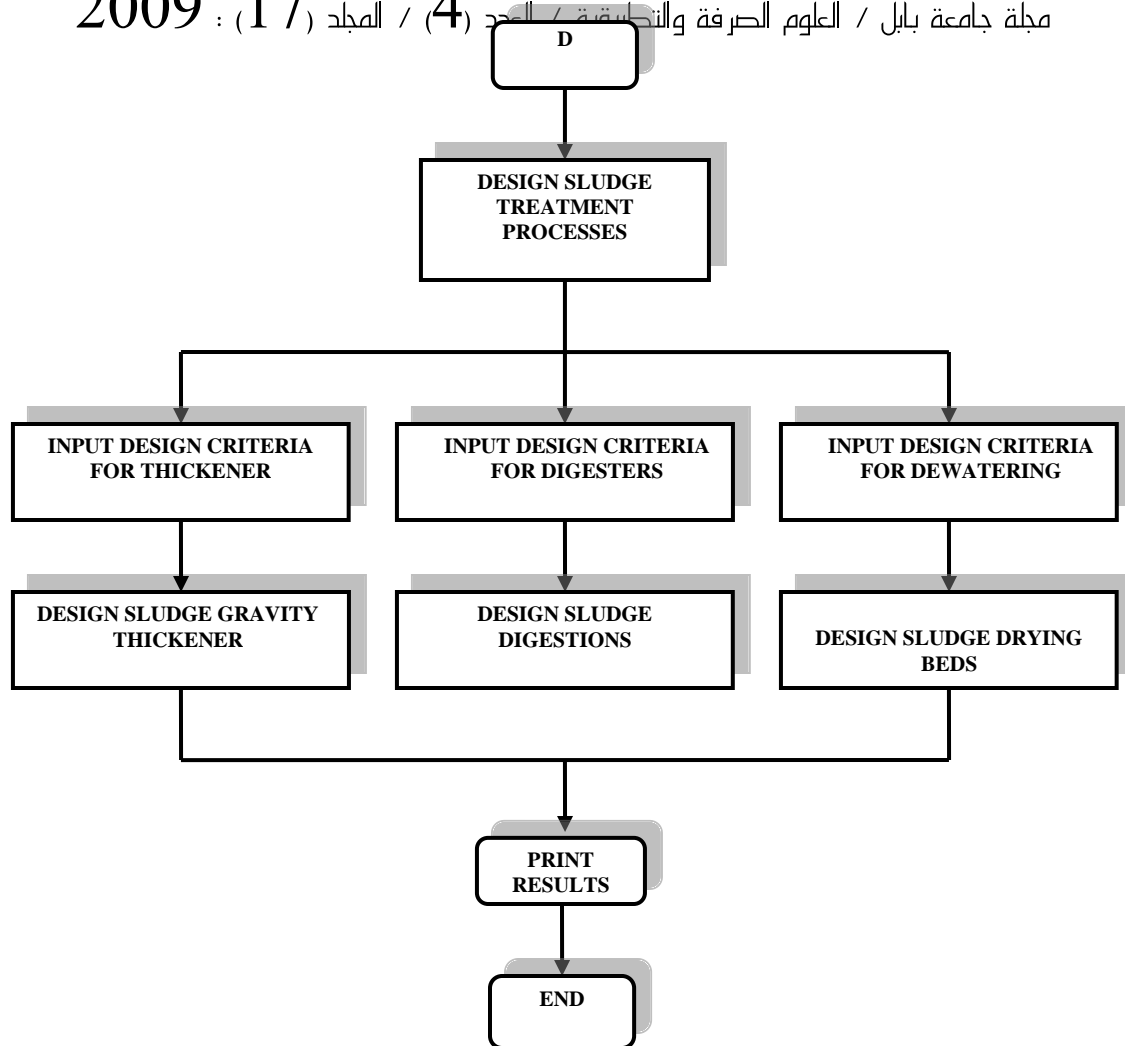 مجلة جامعة بابل / العلوم الصرفة والتطبيقية / العدد (4) / المجلد (17) : 2009
D
DESIGN SLUDGE
TREATMENT
PROCESSES
INPUT DESIGN CRITERIA
FOR THICKENER
INPUT DESIGN CRITERIA
FOR DIGESTERS
INPUT DESIGN CRITERIA
FOR DEWATERING
DESIGN SLUDGE GRAVITY
THICKENER
DESIGN SLUDGE
DIGESTIONS
DESIGN SLUDGE DRYING
BEDS
PRINT
RESULTS
END